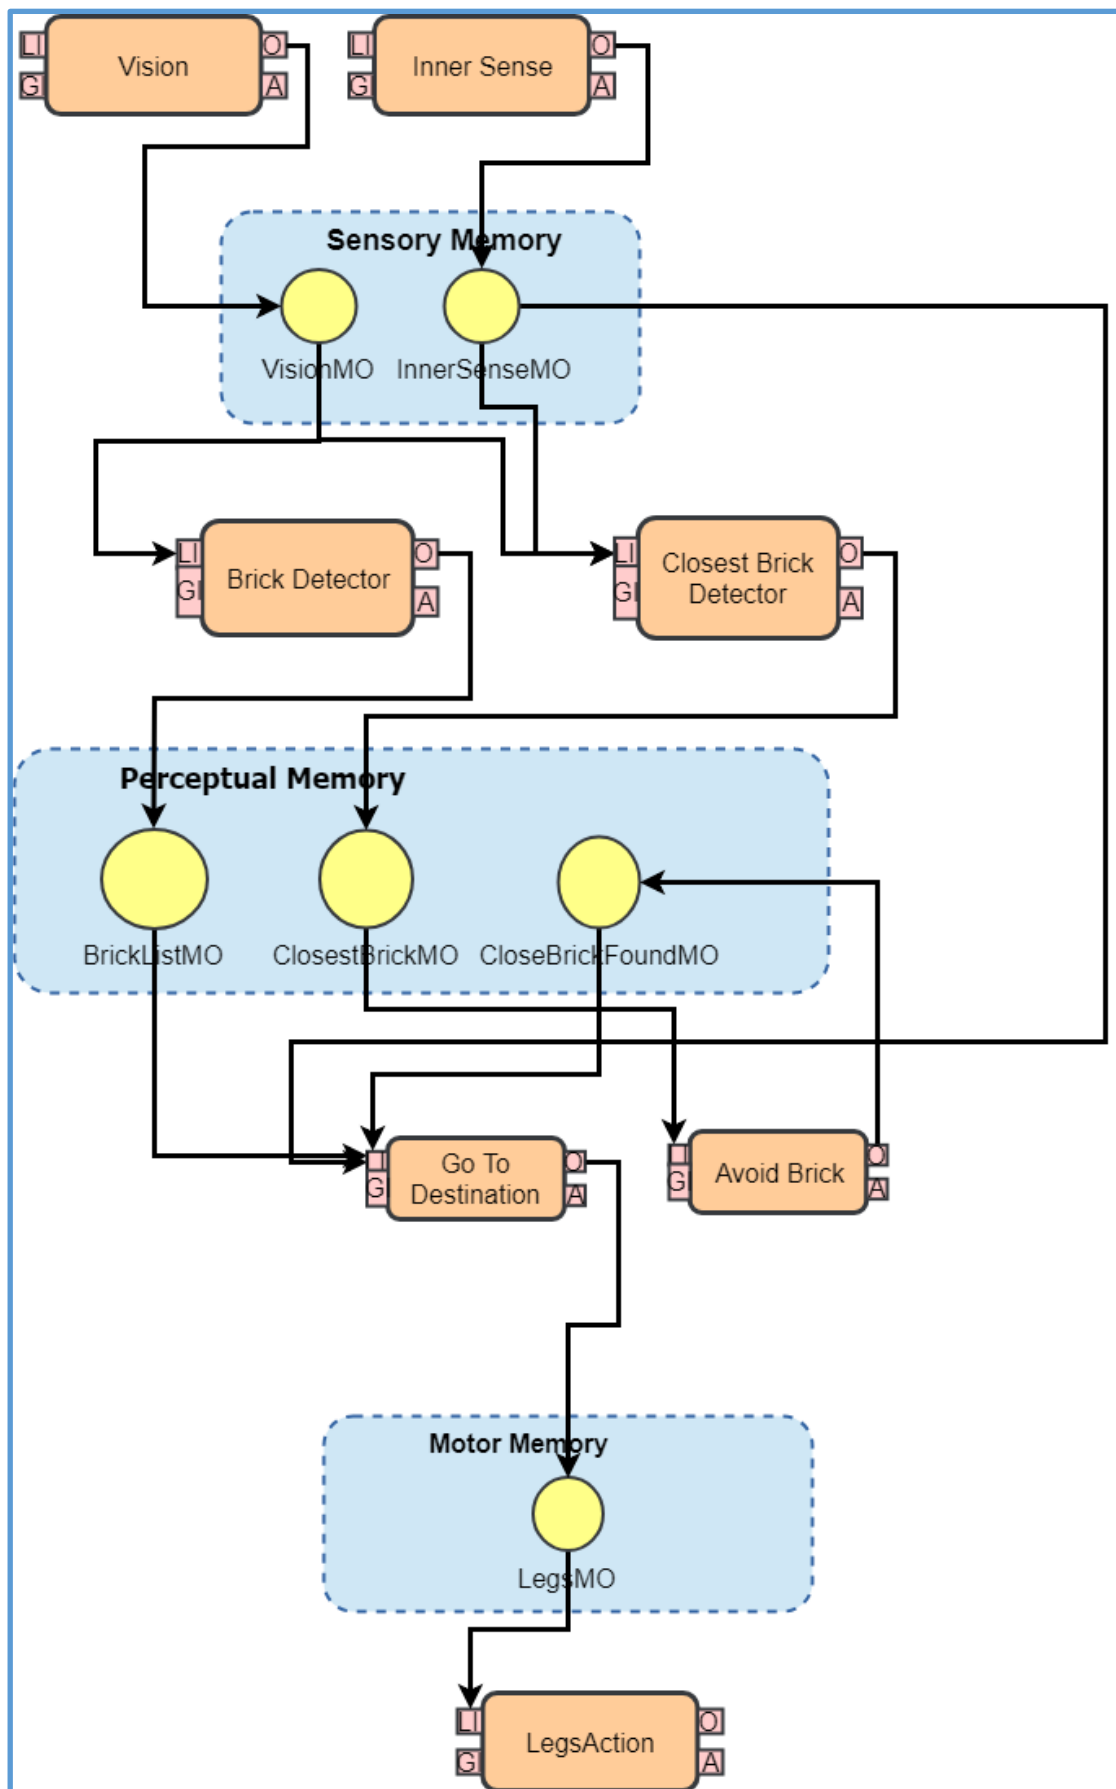 LI
Vision
O
G
A
LI
Inner Sense
O
G
A
Sensory Memory
VisionMO
InnerSenseMO
LI
Brick Detector
O
GI
A
LI
Closest Brick
Detector
O
GI
A
Perceptual Memory
BrickListMO
ClosestBrickMO
CloseBrickFoundMO
LI
Go To
Destination
O
G
A
LI
Avoid Brick
O
G
A
Motor Memory
LegsMO
LI
LegsAction
O
G
A